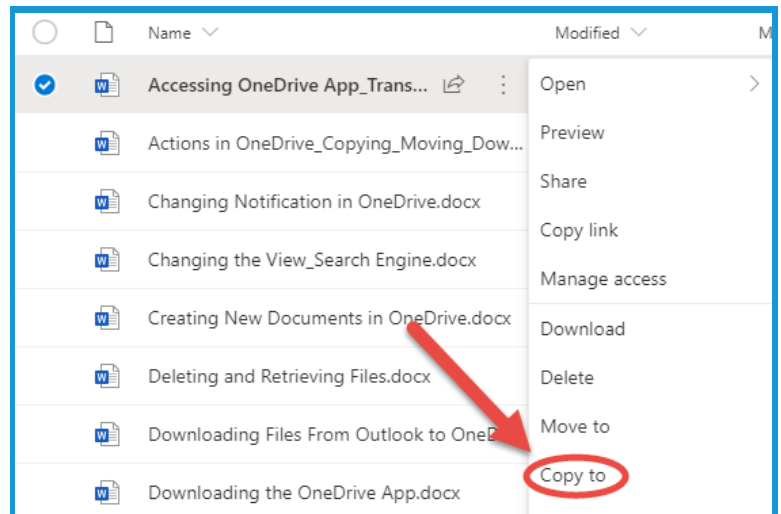 Name Modified M
Accessing OneDrive App_Trans... Open
Actions in OneDrive_Copying_Moving_Dow... Preview
Changing Notification in OneDrive.docx Share
Changing the View_Search Engine.docx Copy link
Creating New Documents in OneDrive.docx Manage access
Deleting and Retrieving Files.docx Download
Downloading Files From Outlook to Delete
Downloading the OneDrive App.docx Move to
Copy to